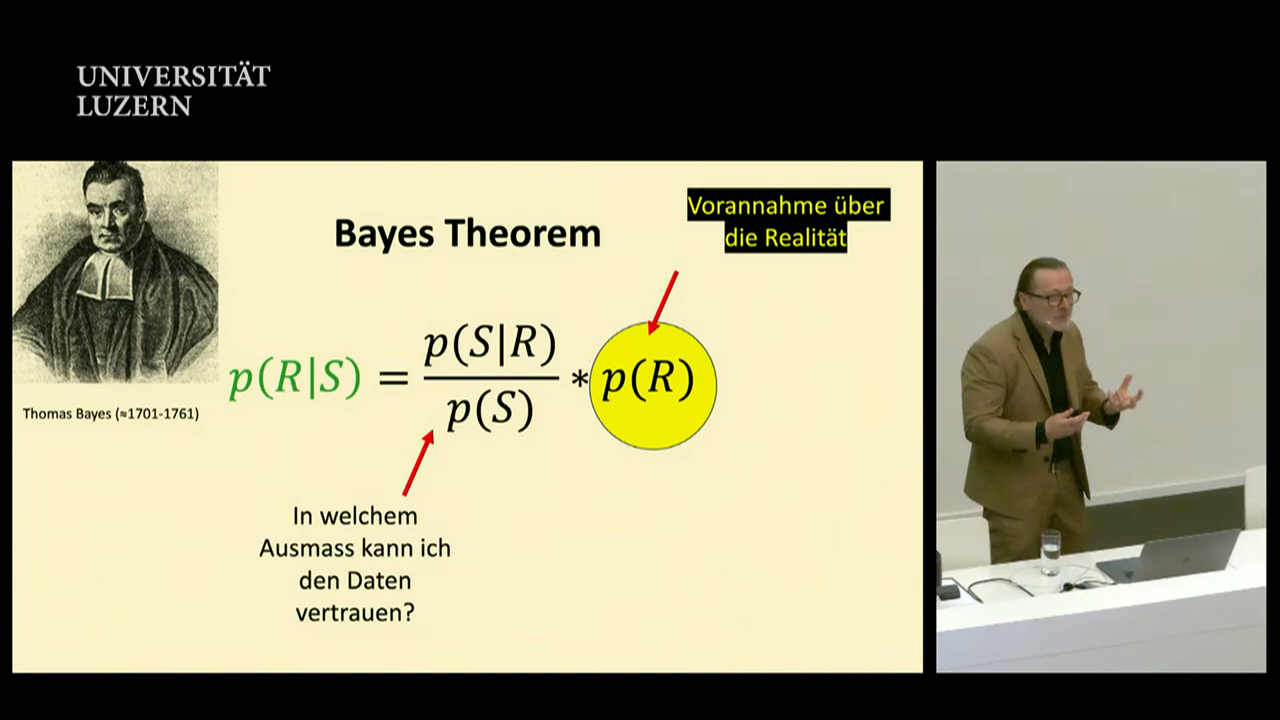 UNIVERSITÄT
LUZERN
Bayes Theorem
Vorannahme über
die Realität
p(R|S) = p(S|R) / p(S) * p(R)
Thomas Bayes (≈1701-1761)
In welchem
Ausmass kann ich
den Daten
vertrauen?